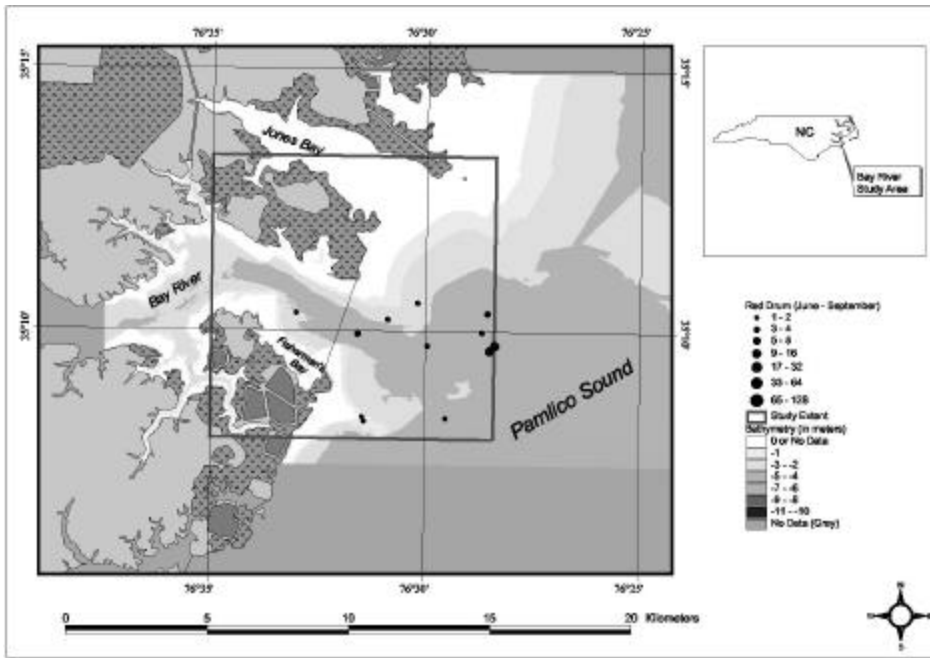 76°35' 76°30' 76°25'
35°15' 35°15'
Jones Bay
NC
Bay River
Study Area
Bay River
Red Drum (June - September)
1 - 2
3 - 4
5 - 8
9 - 16
17 - 32
33 - 64
65 - 128
Study Extent
Bathymetry (in meters)
0 or No Data
-1
-3 - -2
-5 - -4
-7 - -6
-9 - -8
-11 - -10
No Data (Grey)
35°10' 35°10'
Fisherman's
Bay
Pamlico Sound
76°35' 76°30' 76°25'
0 5 10 15 20 Kilometers
N
S